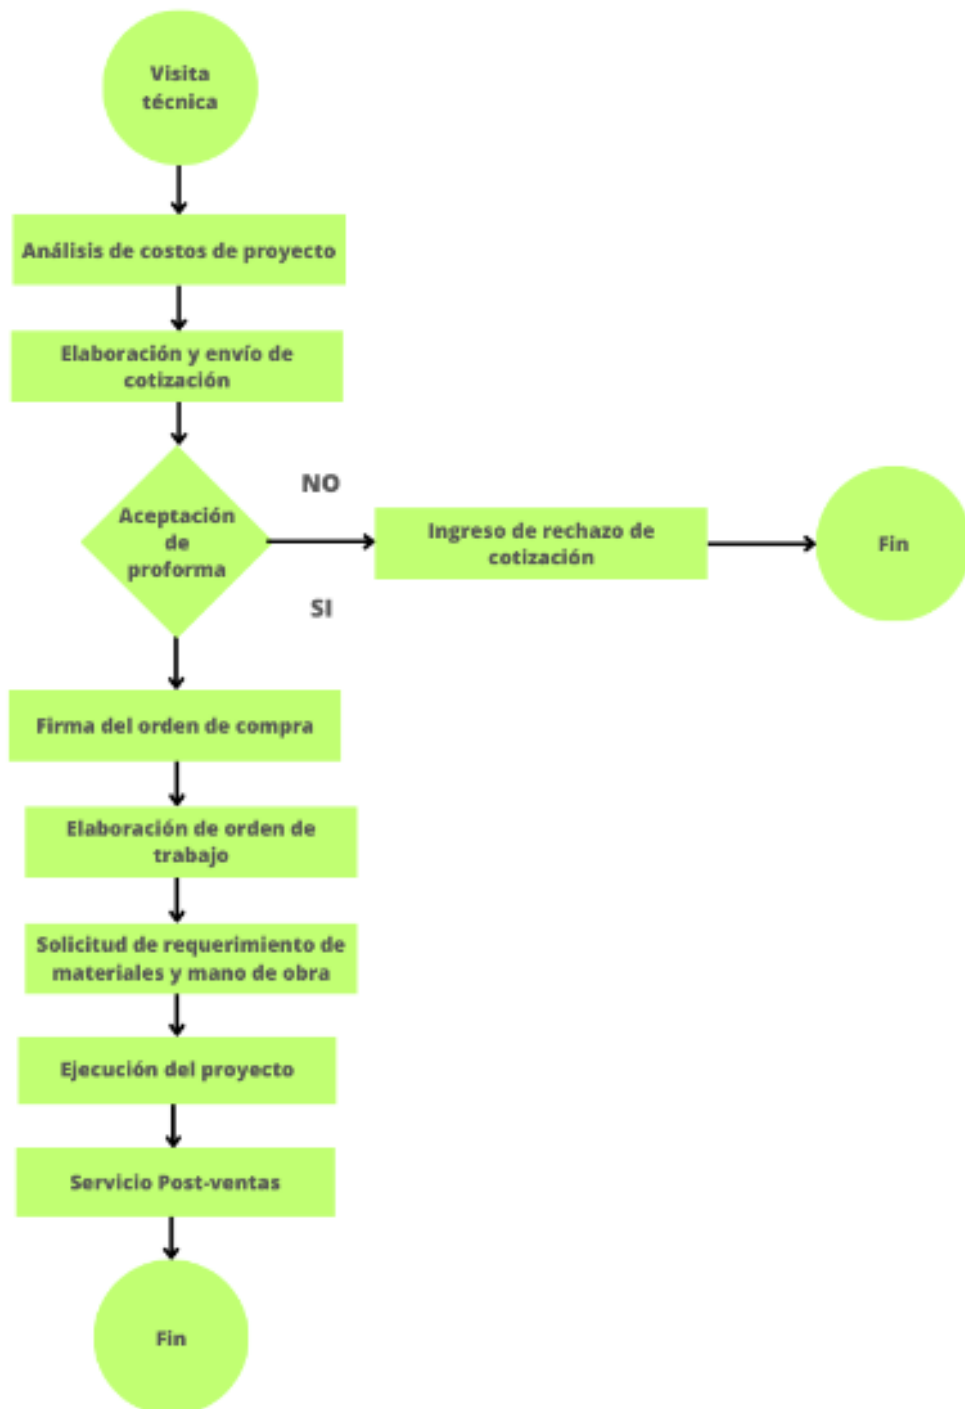 Visita
técnica
Análisis de costos de proyecto
Elaboración y envío de
cotización
Aceptación
de
proforma
NO
Ingreso de rechazo de
cotización
Fin
SI
Firma del orden de compra
Elaboración de orden de
trabajo
Solicitud de requerimiento de
materiales y mano de obra
Ejecución del proyecto
Servicio Post-ventas
Fin